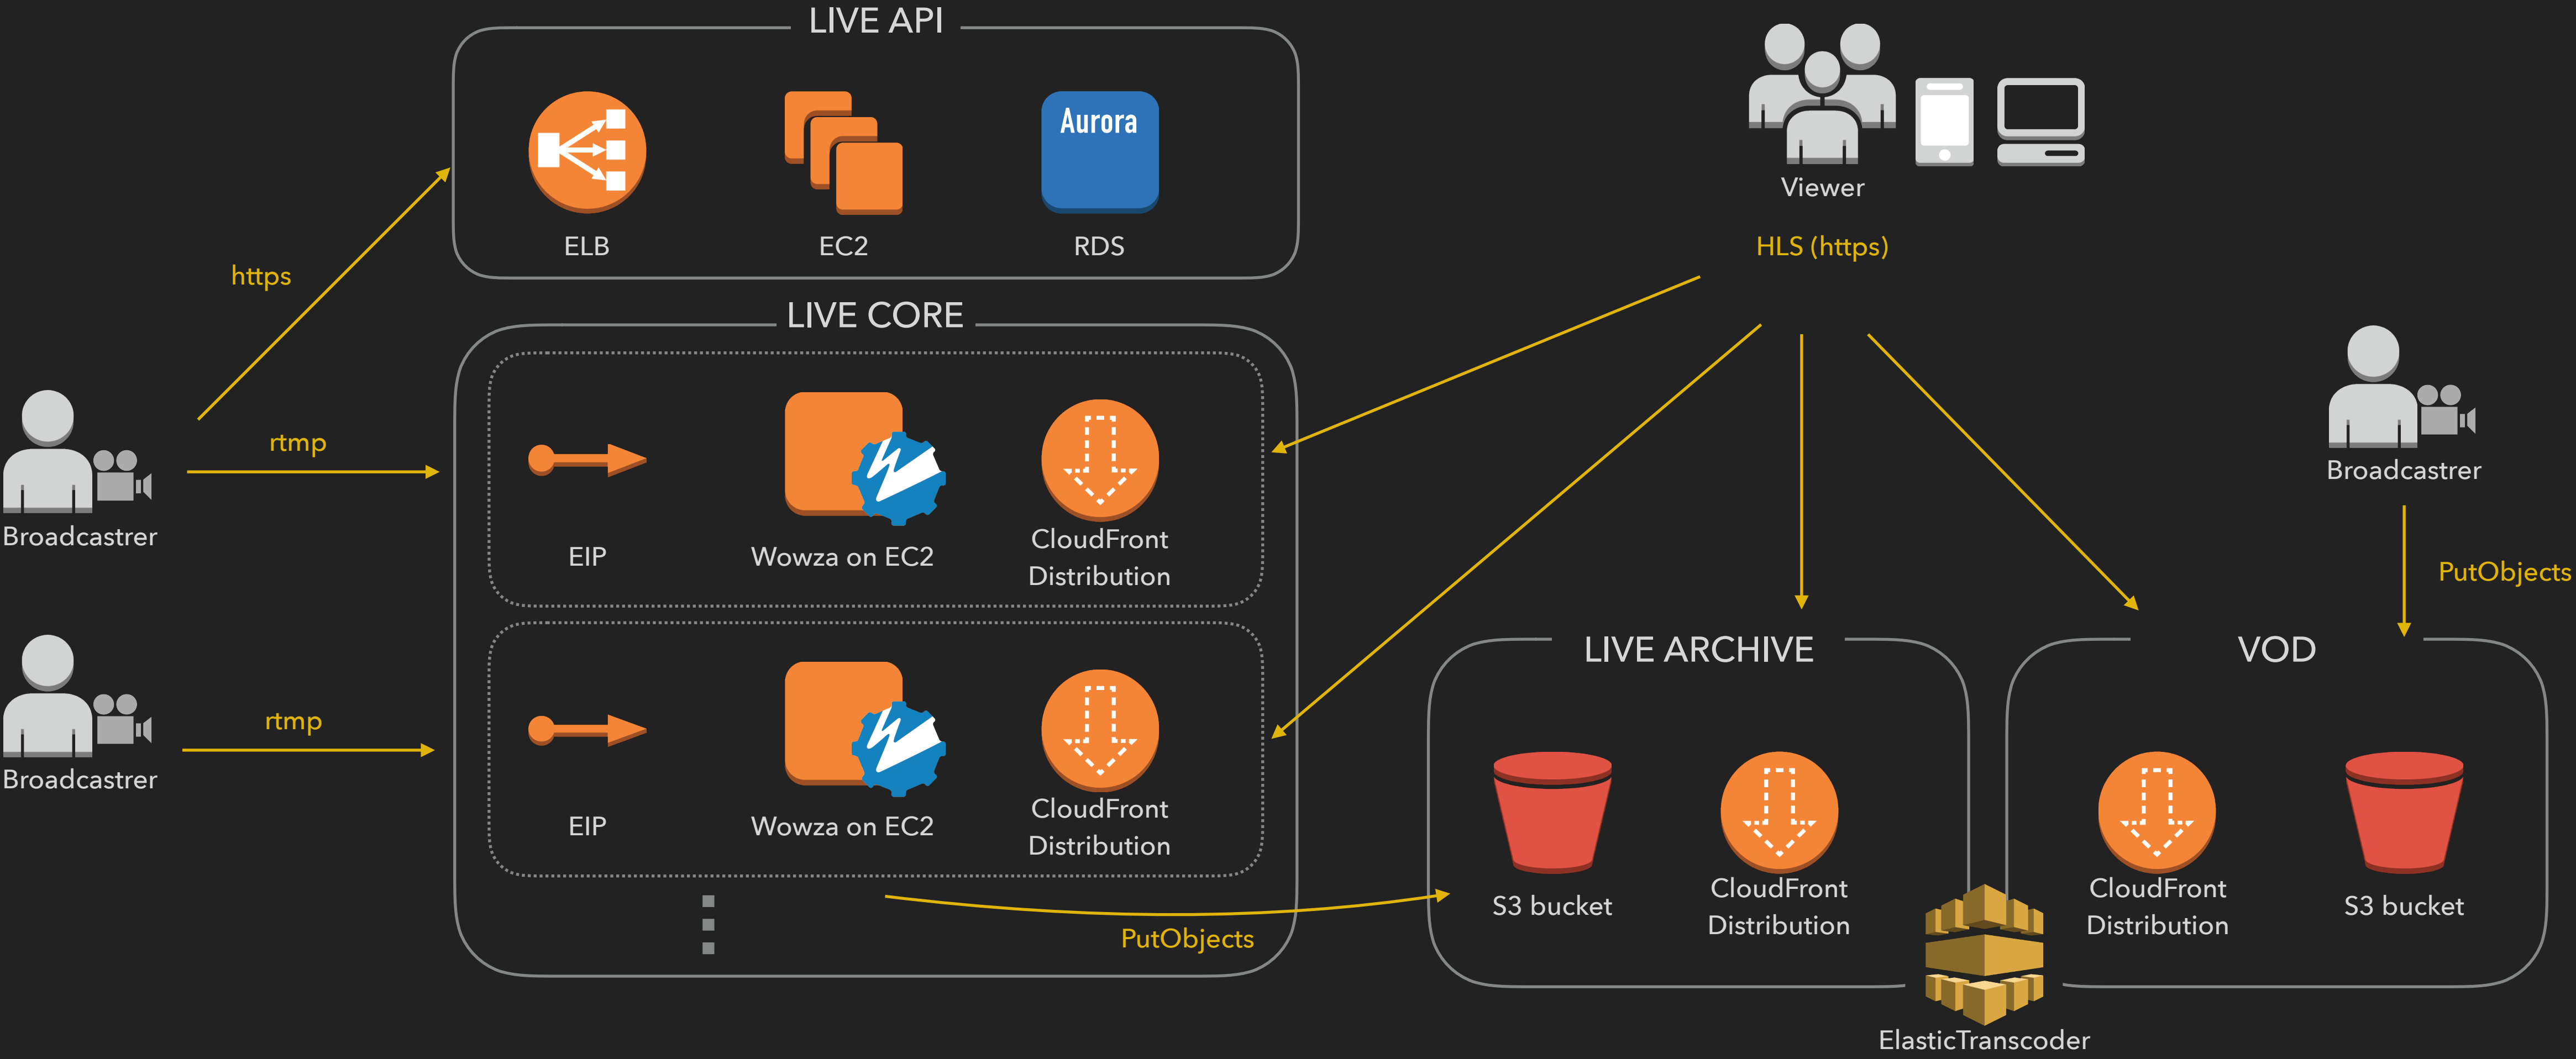 LIVE API
Aurora
ELB
EC2
RDS
https
LIVE CORE
rtmp
Broadcastrer
EIP
Wowza on EC2
CloudFront
Distribution
rtmp
Broadcastrer
EIP
Wowza on EC2
CloudFront
Distribution
PutObjects
Viewer
HLS (https)
Broadcastrer
PutObjects
LIVE ARCHIVE
S3 bucket
CloudFront
Distribution
VOD
CloudFront
Distribution
S3 bucket
ElasticTranscoder